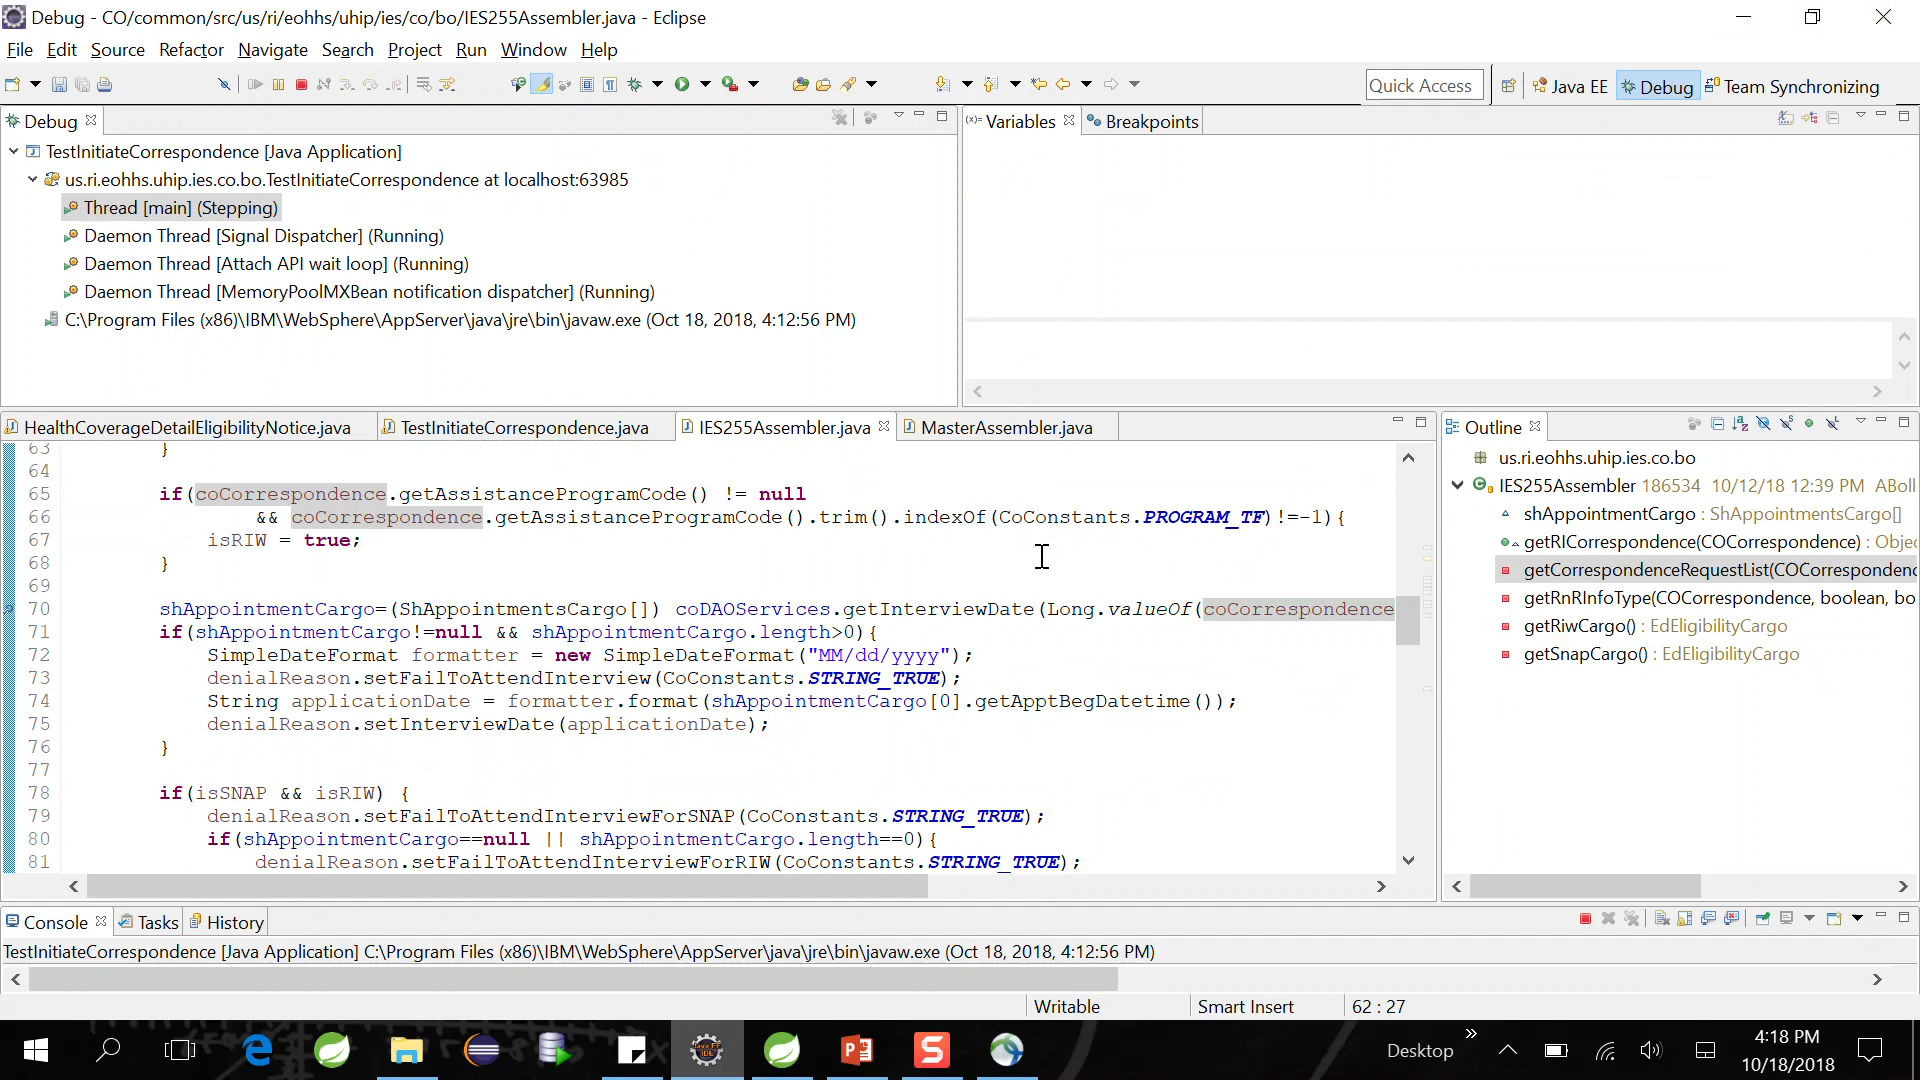 Debug - CO/common/src/us/ri/eohhs/uhip/ies/co/bo/IES255Assembler.java - Eclipse
File Edit Source Refactor Navigate Search Project Run Window Help
Quick Access Java EE Debug Team Synchronizing
Debug
TestInitiateCorrespondence [Java Application]
us.ri.eohhs.uhip.ies.co.bo.TestInitiateCorrespondence at localhost:63985
Thread [main] (Stepping)
Daemon Thread [Signal Dispatcher] (Running)
Daemon Thread [Attach API wait loop] (Running)
Daemon Thread [MemoryPoolMXBean notification dispatcher] (Running)
C:\Program Files (x86)\IBM\WebSphere\AppServer\java\jre\bin\javaw.exe (Oct 18, 2018, 4:12:56 PM)
(x)= Variables Breakpoints
HealthCoverageDetailEligibilityNotice.java TestInitiateCorrespondence.java IES255Assembler.java MasterAssembler.java
63 }
64
65 if(coCorrespondence.getAssistanceProgramCode() != null
66 && coCorrespondence.getAssistanceProgramCode().trim().indexOf(CoConstants.PROGRAM_TF)!=-1){
67 isRIW = true;
68 }
69
70 shAppointmentCargo=(ShAppointmentsCargo[]) coDAOServices.getInterviewDate(Long.valueOf(coCorrespondence
71 if(shAppointmentCargo!=null && shAppointmentCargo.length>0){
72 SimpleDateFormat formatter = new SimpleDateFormat("MM/dd/yyyy");
73 denialReason.setFailToAttendInterview(CoConstants.STRING_TRUE);
74 String applicationDate = formatter.format(shAppointmentCargo[0].getApptBegDatetime());
75 denialReason.setInterviewDate(applicationDate);
76 }
77
78 if(isSNAP && isRIW) {
79 denialReason.setFailToAttendInterviewForSNAP(CoConstants.STRING_TRUE);
80 if(shAppointmentCargo==null || shAppointmentCargo.length==0){
81 denialReason.setFailToAttendInterviewForRIW(CoConstants.STRING_TRUE);
Outline
us.ri.eohhs.uhip.ies.co.bo
IES255Assembler 186534 10/12/18 12:39 PM ABoll
shAppointmentCargo : ShAppointmentsCargo[]
getRICorrespondence(COCorrespondence) : Objec
getCorrespondenceRequestList(COCorrespondenc
getRnRInfoType(COCorrespondence, boolean, bo
getRiwCargo() : EdEligibilityCargo
getSnapCargo() : EdEligibilityCargo
Console Tasks History
TestInitiateCorrespondence [Java Application] C:\Program Files (x86)\IBM\WebSphere\AppServer\java\jre\bin\javaw.exe (Oct 18, 2018, 4:12:56 PM)
Writable Smart Insert 62 : 27
Desktop 4:18 PM
10/18/2018